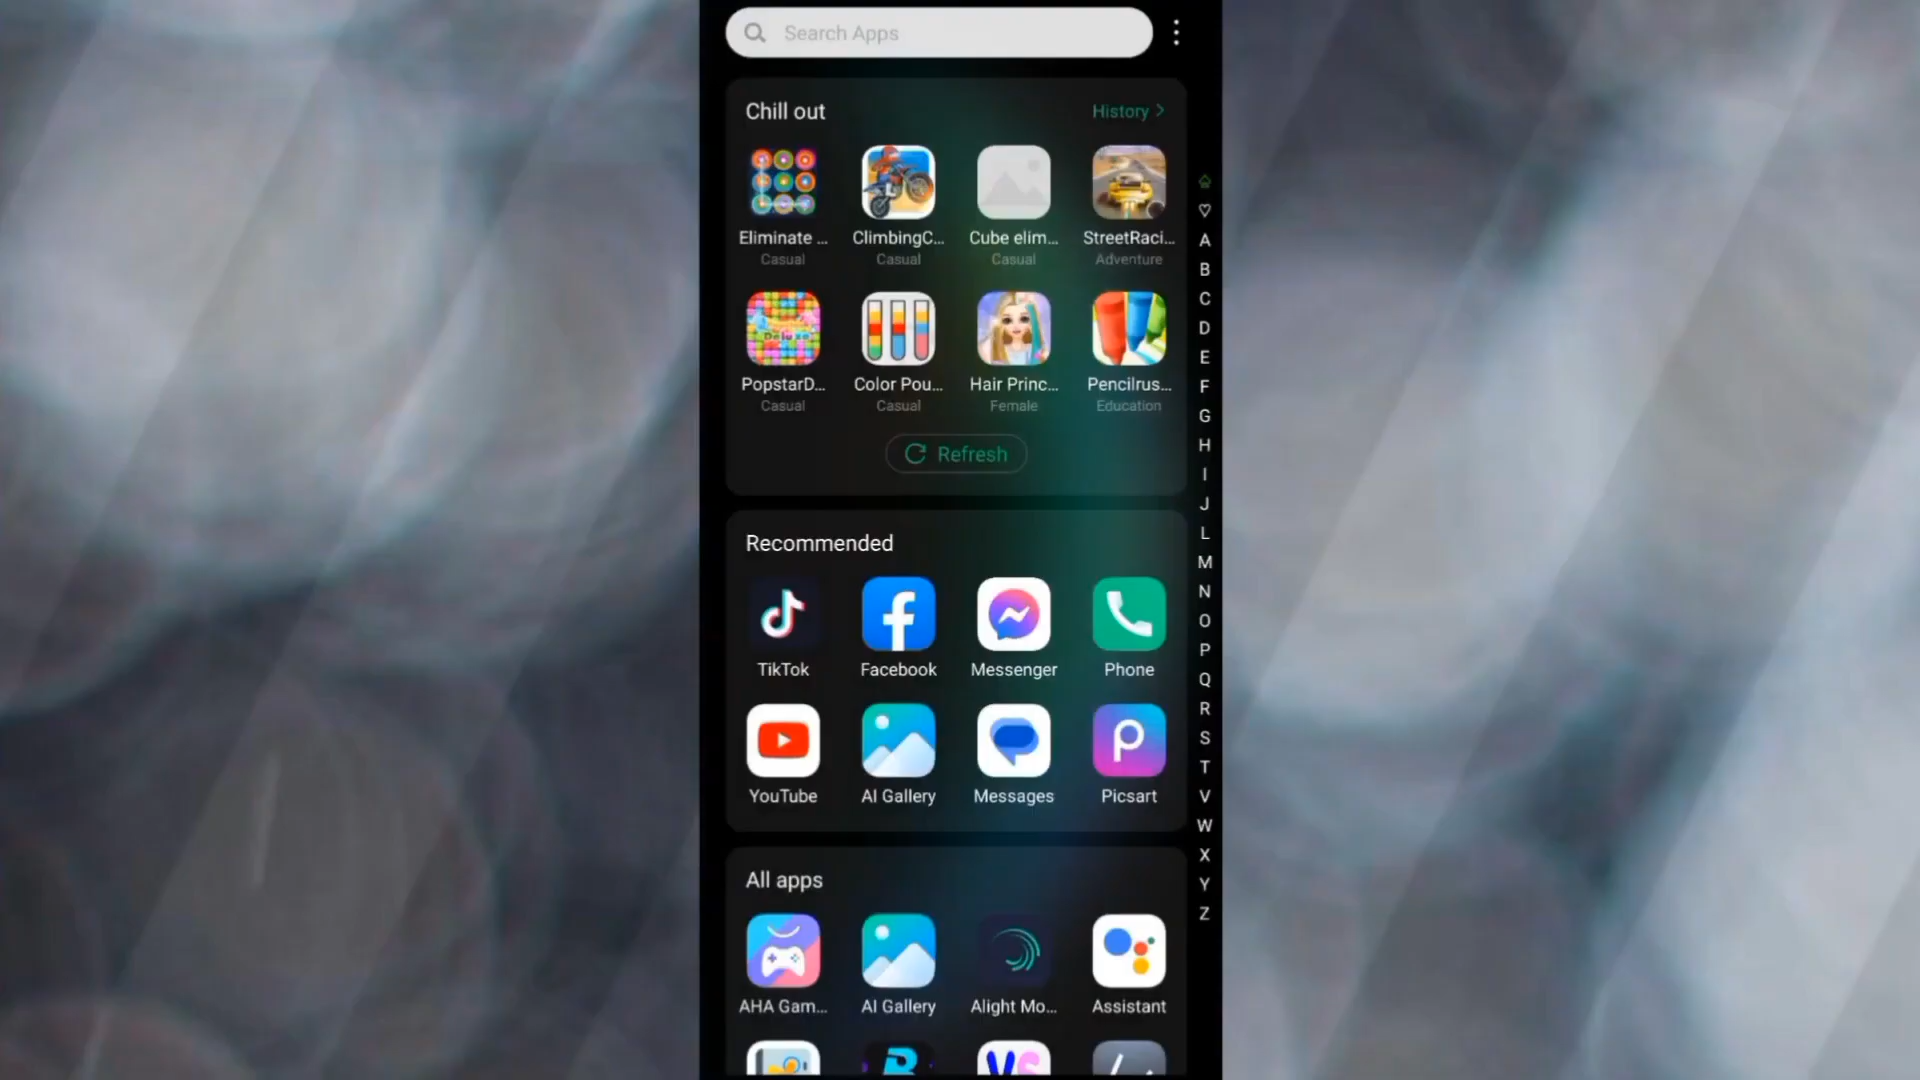 Search Apps
Chill out
History
Eliminate ...
ClimbingC...
Cube elim...
StreetRaci...
Casual
Casual
Casual
Adventure
Deluxe
PopstarD...
Color Pou...
Hair Princ...
Pencilrus...
Casual
Casual
Female
Education
Refresh
Recommended
TikTok
Facebook
Messenger
Phone
YouTube
AI Gallery
Messages
Picsart
All apps
AHA Gam...
AI Gallery
Alight Mo...
Assistant
A
B
C
D
E
F
G
H
I
J
L
M
N
O
P
Q
R
S
T
V
W
X
Y
Z